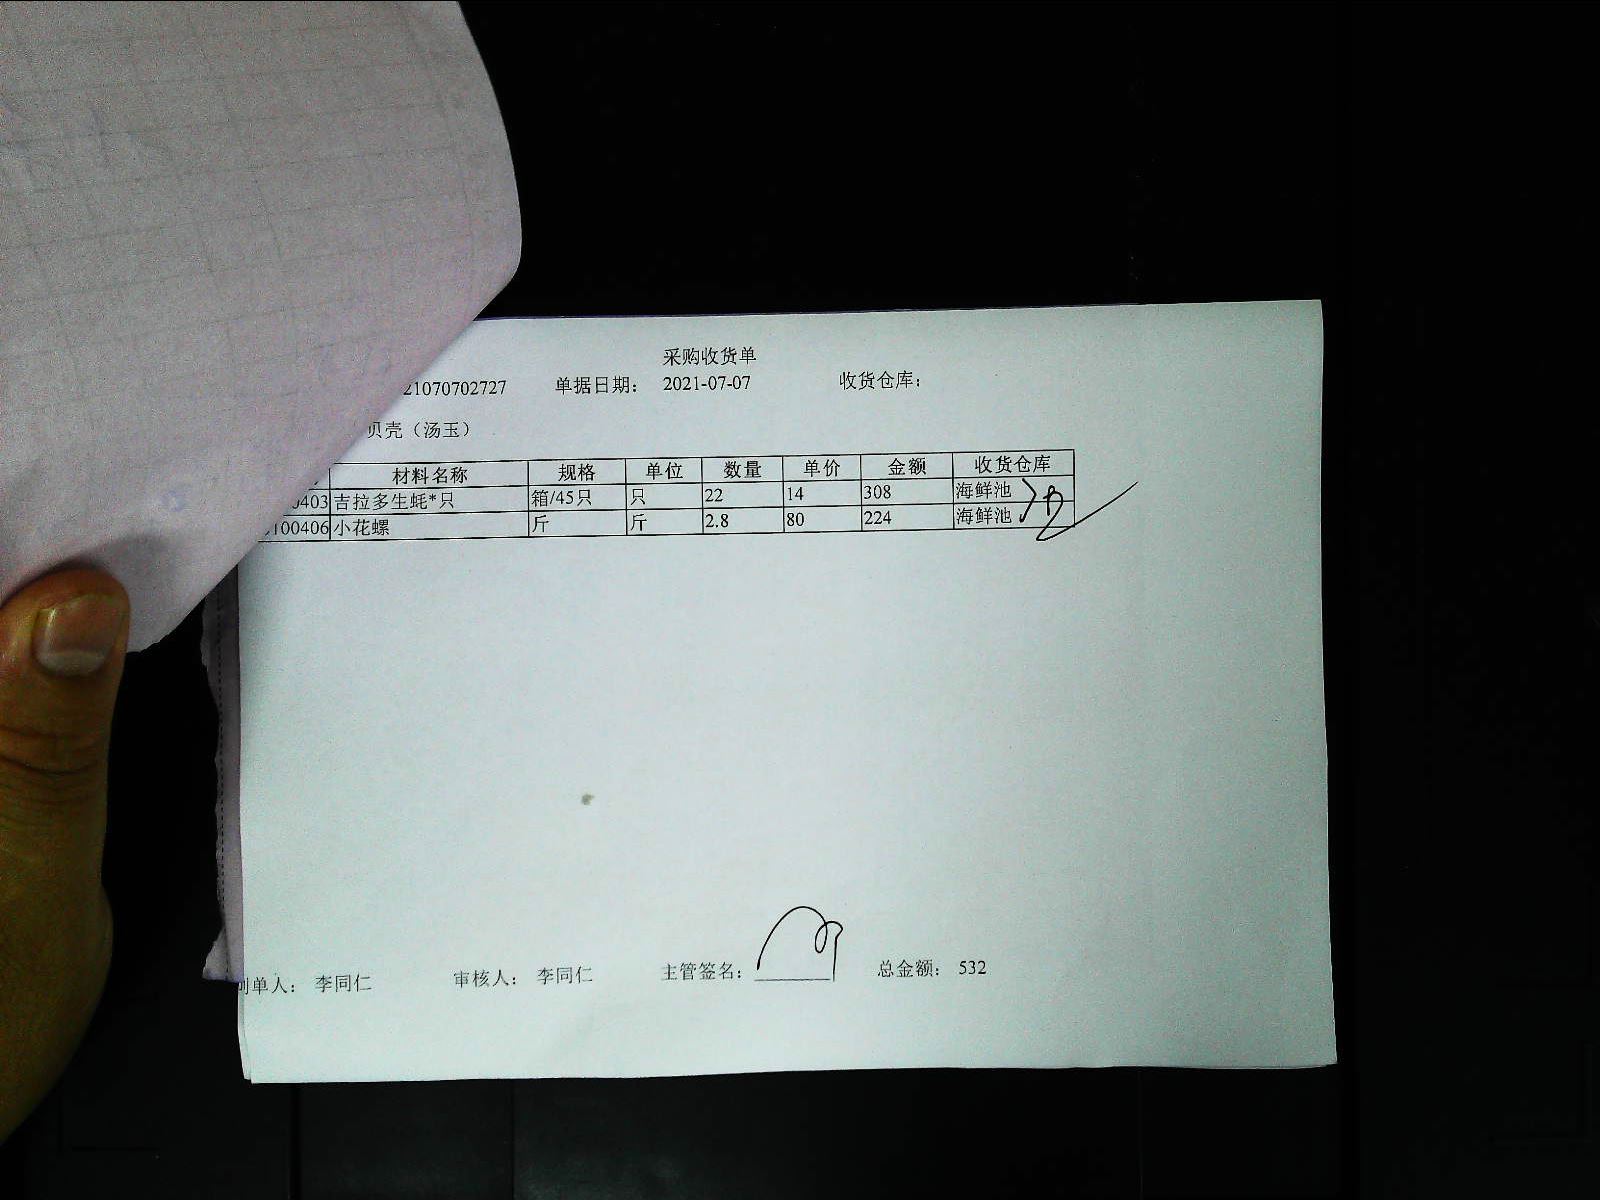 采购收货单
21070702727 单据日期： 2021-07-07 收货仓库：
贝壳（汤玉）
材料名称 规格 单位 数量 单价 金额 收货仓库
0403 吉拉多生蚝*只 箱/45只 只 22 14 308 海鲜池
100406 小花螺 斤 斤 2.8 80 224 海鲜池
制单人： 李同仁 审核人： 李同仁 主管签名： 总金额： 532